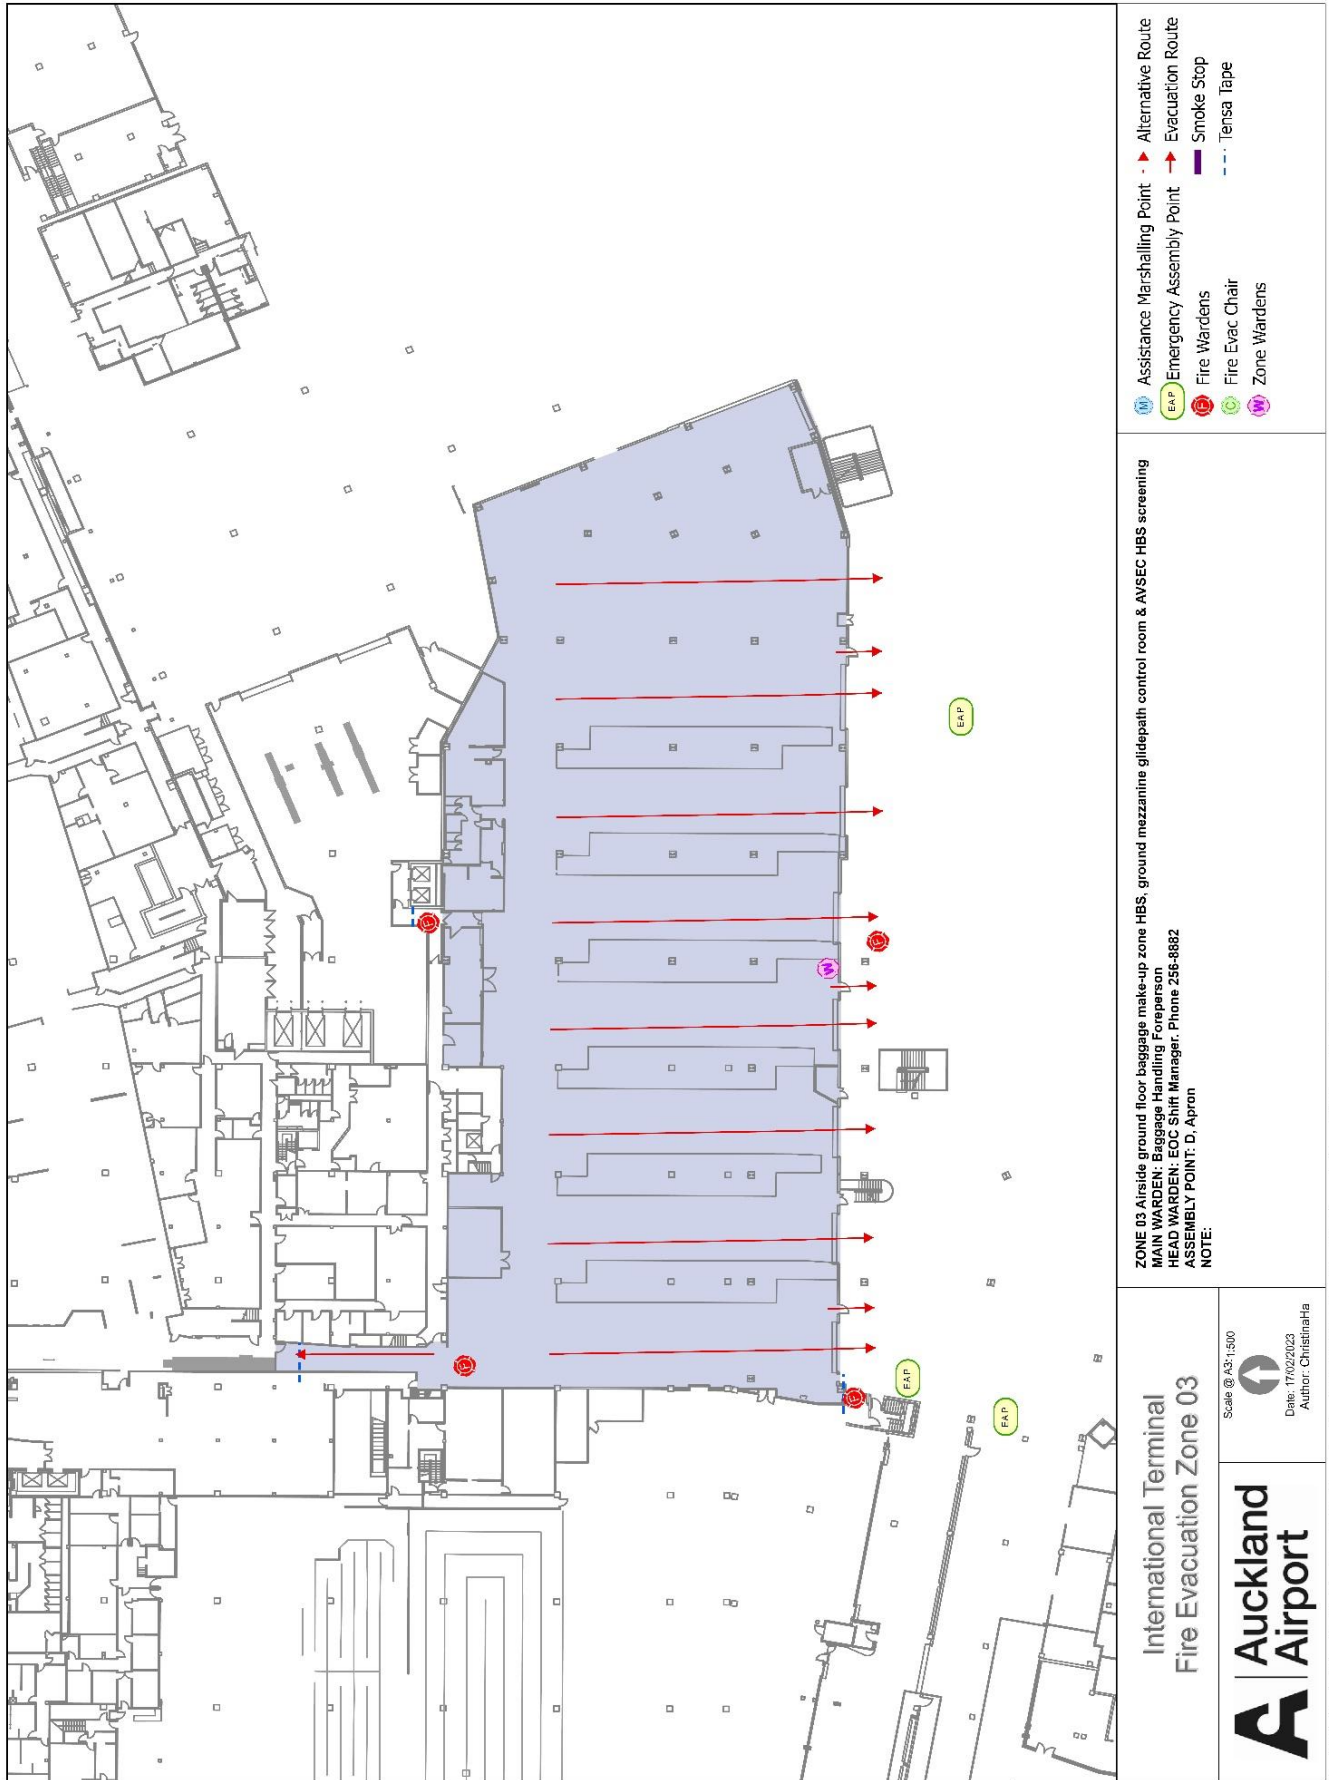 International Terminal
Fire Evacuation Zone 03
A Auckland
Airport
Scale @ A3: 1:500
Date: 17/02/2023
Author: ChristinaHa
ZONE 03 Airside ground floor baggage make-up zone HBS, ground mezzanine glidepath control room & AVSEC HBS screening
MAIN WARDEN: Baggage Handling Foreperson
HEAD WARDEN: EOC Shift Manager. Phone 256-8882
ASSEMBLY POINT: D, Apron
NOTE:
M Assistance Marshalling Point
EAP Emergency Assembly Point
F Fire Wardens
C Fire Evac Chair
W Zone Wardens
Alternative Route
Evacuation Route
Smoke Stop
Tensa Tape
F
F
F
F
W
EAP
EAP
EAP